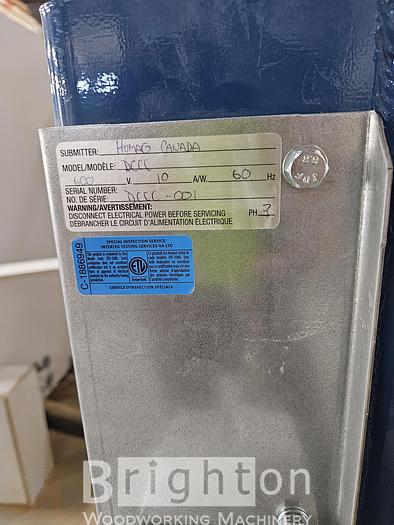 SUBMITTER: HOMAG CANADA
MODEL/MODÈLE: DCCC
600 V. 10 A/W 60 Hz
SERIAL NUMBER:
NO. DE SÉRIE: DCCC-001
WARNING/AVERTISSEMENT:
DISCONNECT ELECTRICAL POWER BEFORE SERVICING PH 3
DÉBRANCHER LE CIRCUIT D'ALIMENTATION ÉLECTRIQUE
C-1886949
SPECIAL INSPECTION SERVICE
INTERTEK TESTING SERVICES NA LTD.
ETL
Intertek
SERVICE D'INSPECTION SPÉCIALE
Brighton
WOODWORKING MACHINERY